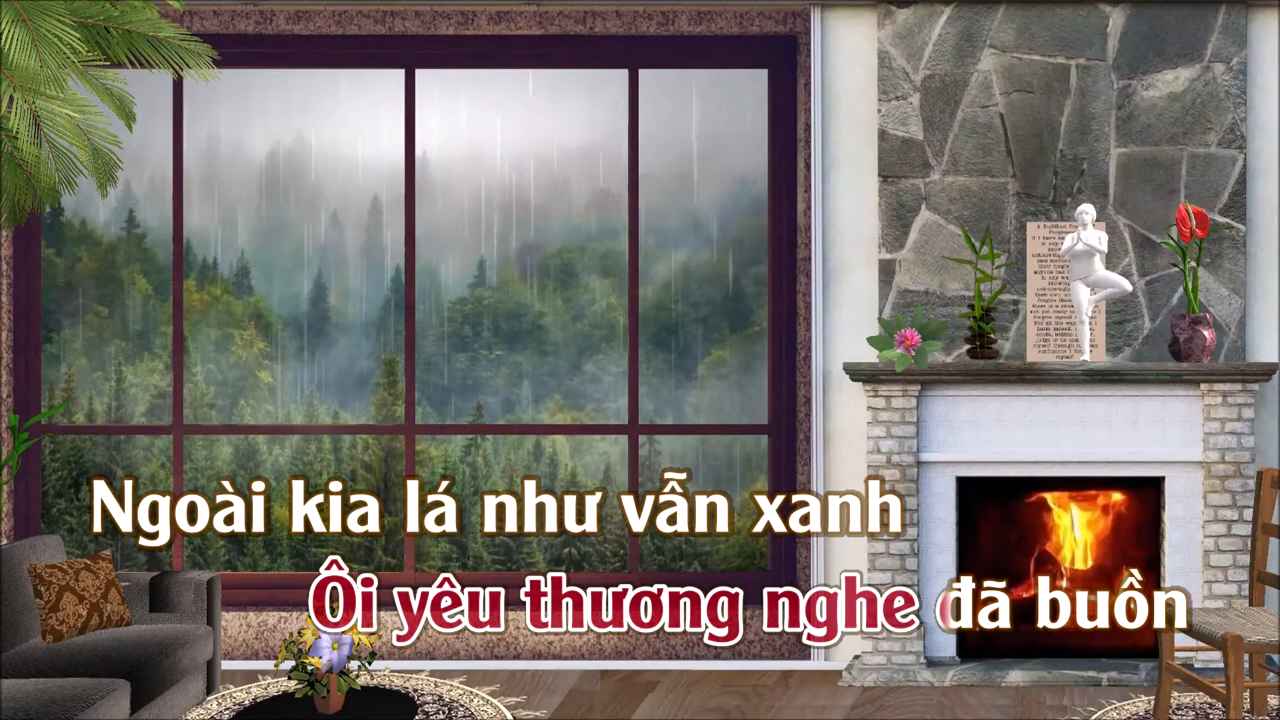 Ngoài kia lá như vẫn xanh
Ôi yêu thương nghe đã buồn